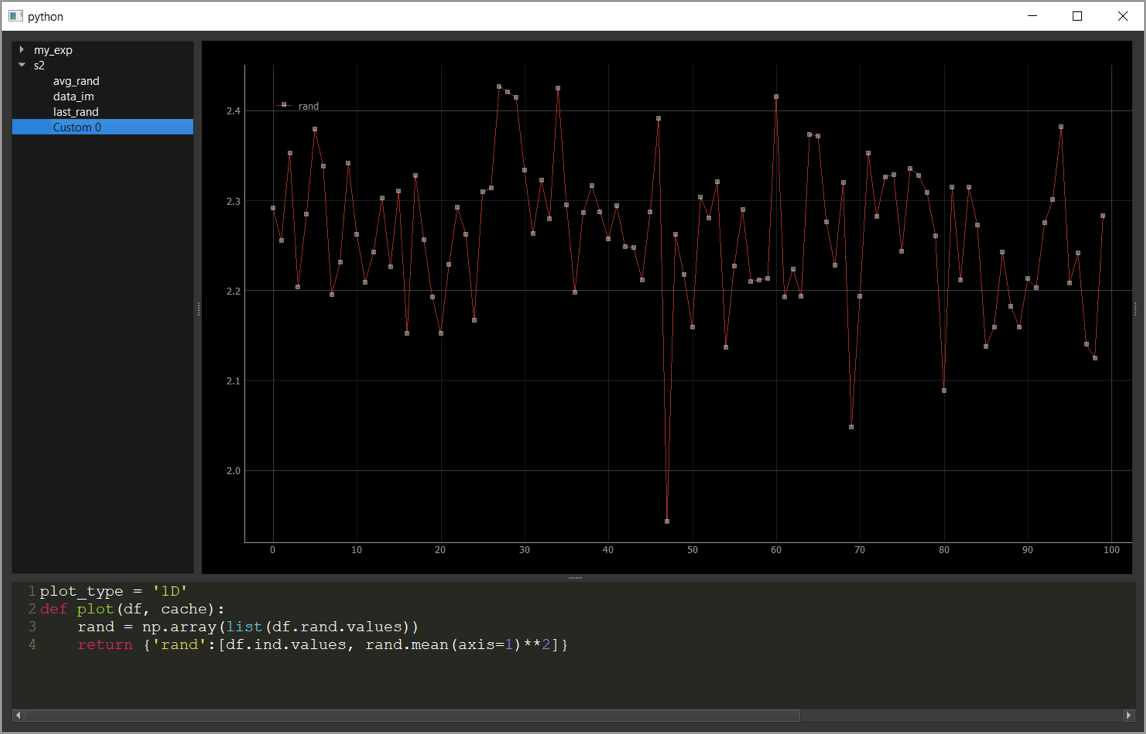 python
my_exp
s2
avg_rand
data_im
last_rand
Custom 0
rand
2.4
2.3
2.2
2.1
2.0
0 10 20 30 40 50 60 70 80 90 100
1 plot_type = '1D'
2 def plot(df, cache):
3     rand = np.array(list(df.rand.values))
4     return {'rand':[df.ind.values, rand.mean(axis=1)**2]}